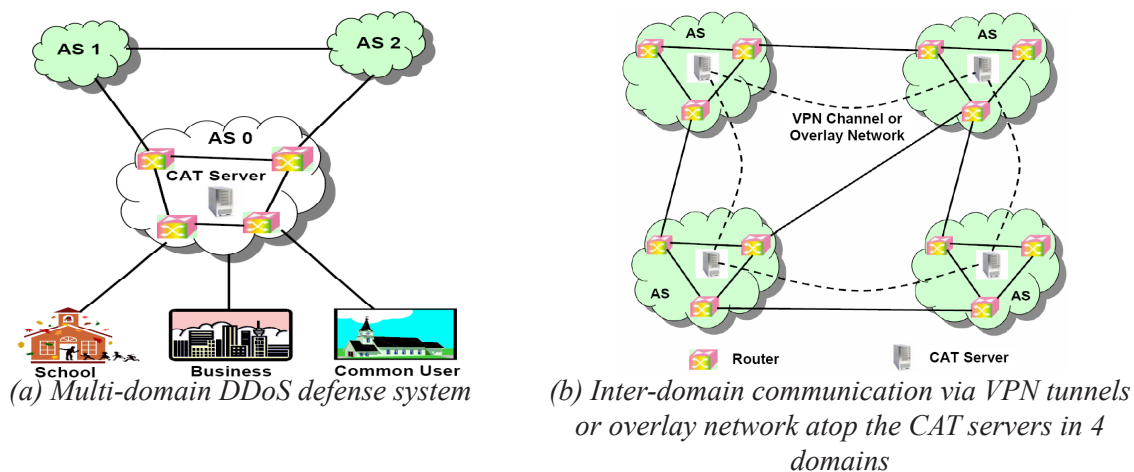 AS 1
AS 2
AS 0
CAT Server
School
Business
Common User
(a) Multi-domain DDoS defense system
AS
AS
VPN Channel or
Overlay Network
AS
AS
Router
CAT Server
(b) Inter-domain communication via VPN tunnels
or overlay network atop the CAT servers in 4
domains